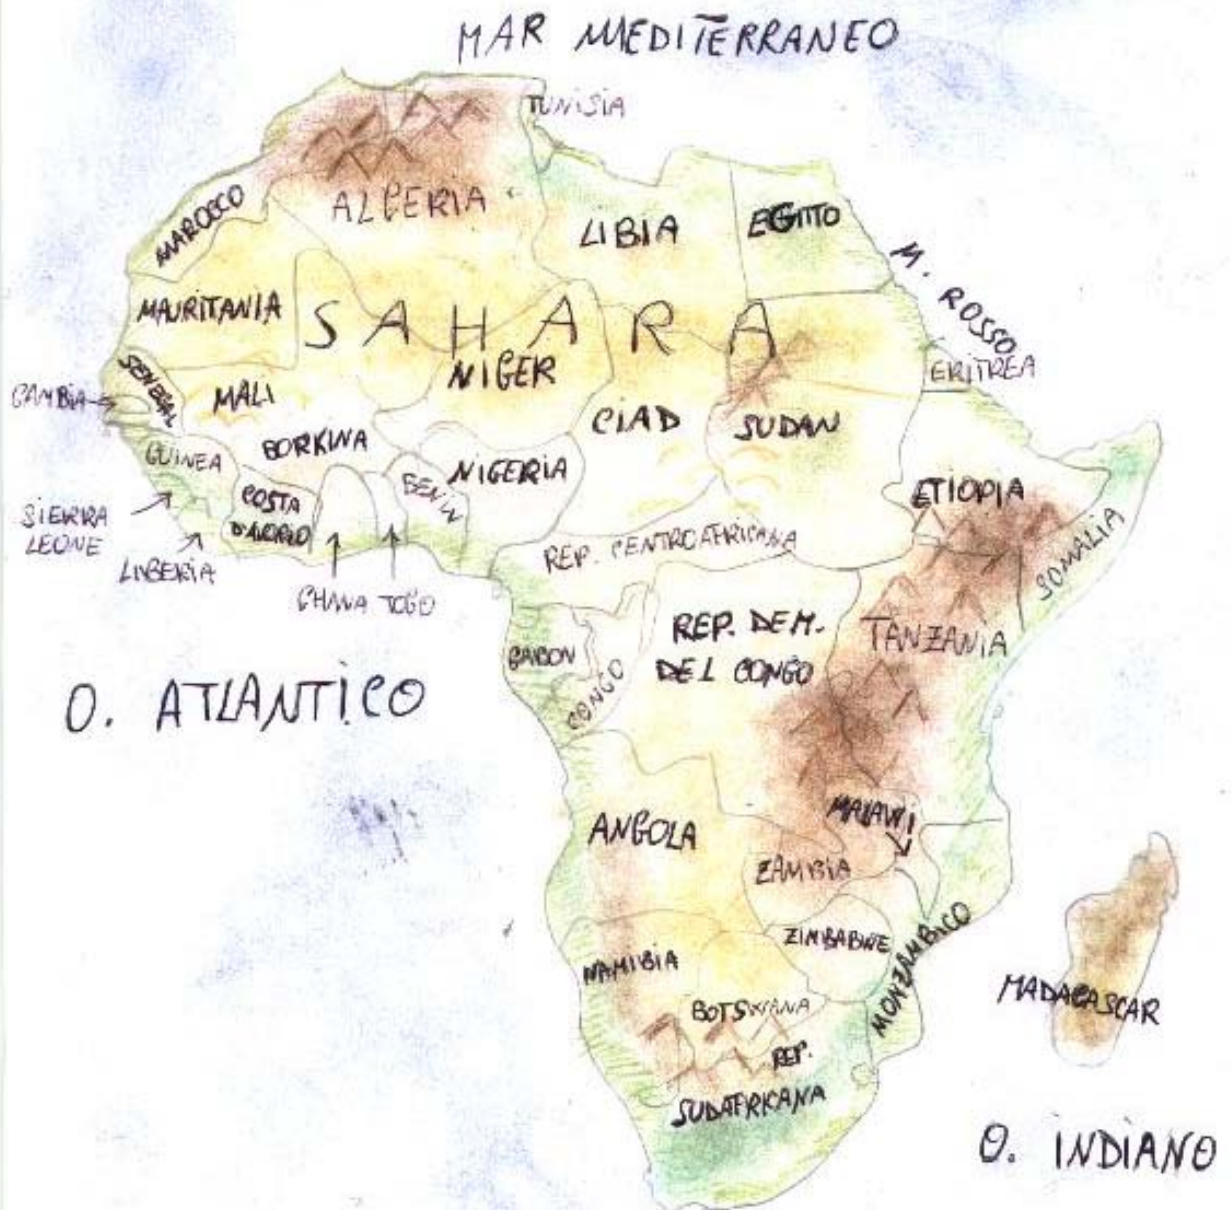 MAR MEDITERRANEO
TUNISIA
MAROCCO
ALGERIA
LIBIA
EGITTO
M. ROSSO
MAURITANIA
SAHARA
ERITREA
SENEGAL
GAMBIA
MALI
NIGER
CIAD
SUDAN
GUINEA
BORKINA
BENIN
NIGERIA
ETIOPIA
SIERRA
LEONE
COSTA
D'AVORIO
LIBERIA
GHANA
TOGO
REP. CENTROAFRICANA
SOMALIA
GABON
CONGO
REP. DEM.
DEL CONGO
TANZANIA
O. ATLANTICO
ANGOLA
MALAWI
ZAMBIA
ZIMBABWE
MONZAMBICO
NAMIBIA
BOTSWANA
MADAGASCAR
REP.
SUDAFRICANA
O. INDIANO